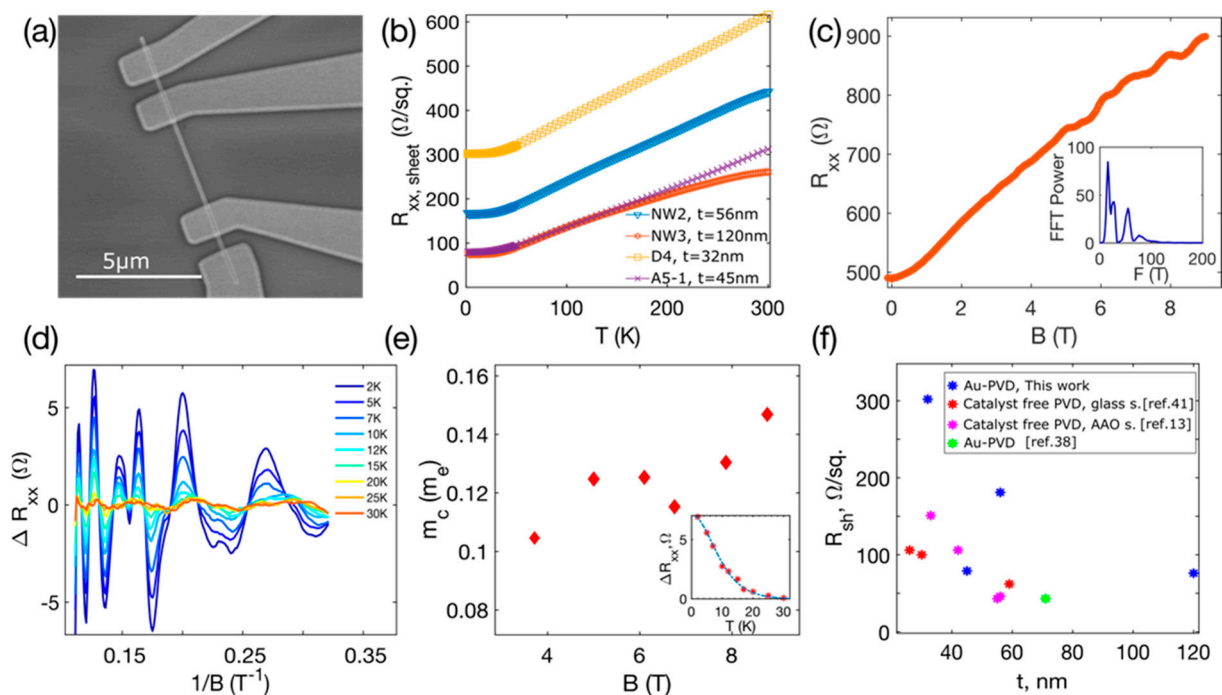 (a)
5μm
(b)
R_xx, sheet (Ω/sq.)
600
500
400
300
200
100
0
NW2, t=56nm
NW3, t=120nm
D4, t=32nm
A5-1, t=45nm
0
100
200
300
T (K)
(c)
R_xx (Ω)
900
800
700
600
500
0
2
4
6
8
B (T)
FFT Power
100
50
0
0
100
200
F (T)
(d)
Δ R_xx (Ω)
5
0
-5
2K
5K
7K
10K
12K
15K
20K
25K
30K
0.15
0.25
0.35
1/B (T⁻¹)
(e)
m_c (m_e)
0.16
0.14
0.12
0.1
0.08
4
6
8
B (T)
ΔR_xx,Ω
5
0
0
10
20
30
T (K)
(f)
R_sh, Ω/sq.
300
200
100
0
Au-PVD, This work
Catalyst free PVD, glass s.[ref.41]
Catalyst free PVD, AAO s. [ref.13]
Au-PVD [ref.38]
40
60
80
100
120
t, nm